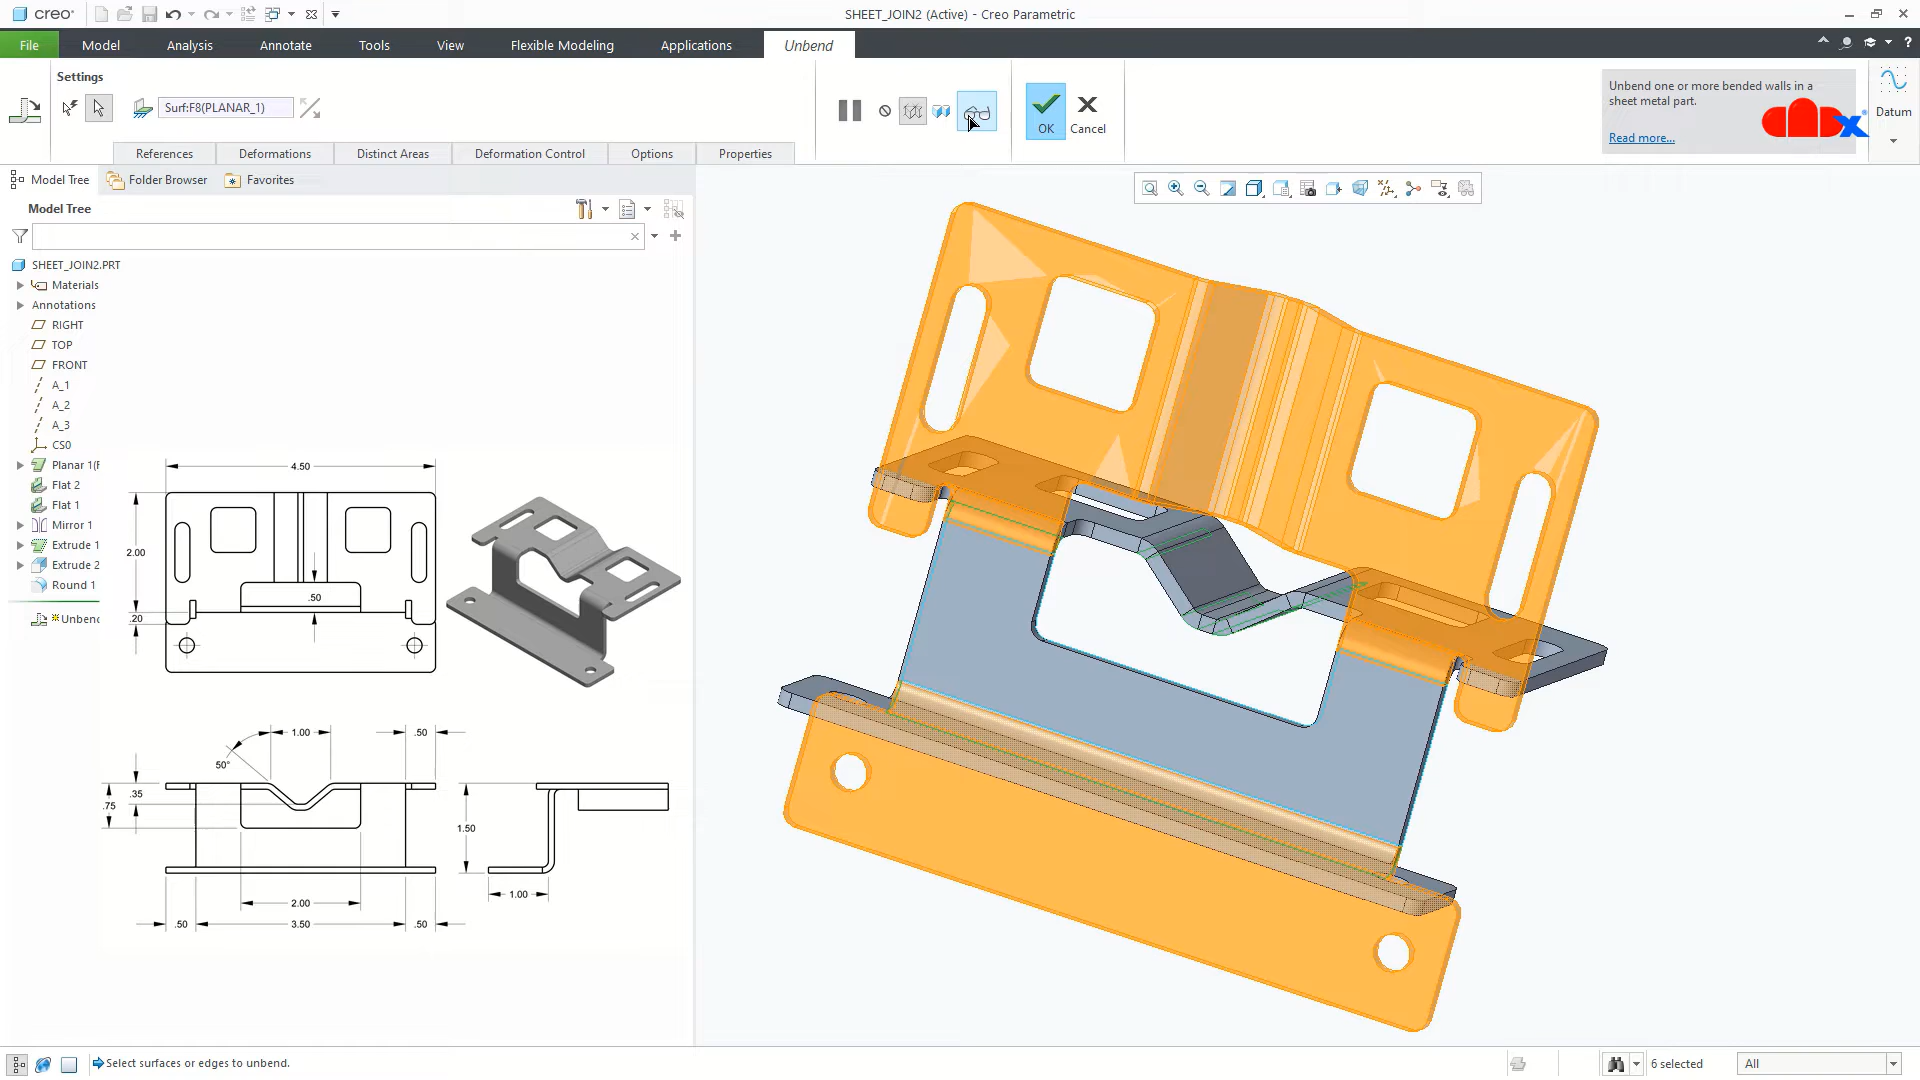 creo°
SHEET_JOIN2 (Active) - Creo Parametric
File
Model
Analysis
Annotate
Tools
View
Flexible Modeling
Applications
Unbend
Settings
Surf:F8(PLANAR_1)
OK
Cancel
References
Deformations
Distinct Areas
Deformation Control
Options
Properties
Unbend one or more bended walls in a
sheet metal part.
Read more...
Datum
Model Tree
Folder Browser
Favorites
Model Tree
SHEET_JOIN2.PRT
Materials
Annotations
RIGHT
TOP
FRONT
A_1
A_2
A_3
CS0
Planar 1(F
Flat 2
Flat 1
Mirror 1
Extrude 1
Extrude 2
Round 1
Unbend
4.50
2.00
.50
.20
1.00
.50
50°
.35
.75
1.50
1.00
2.00
.50
3.50
.50
Select surfaces or edges to unbend.
6 selected
All